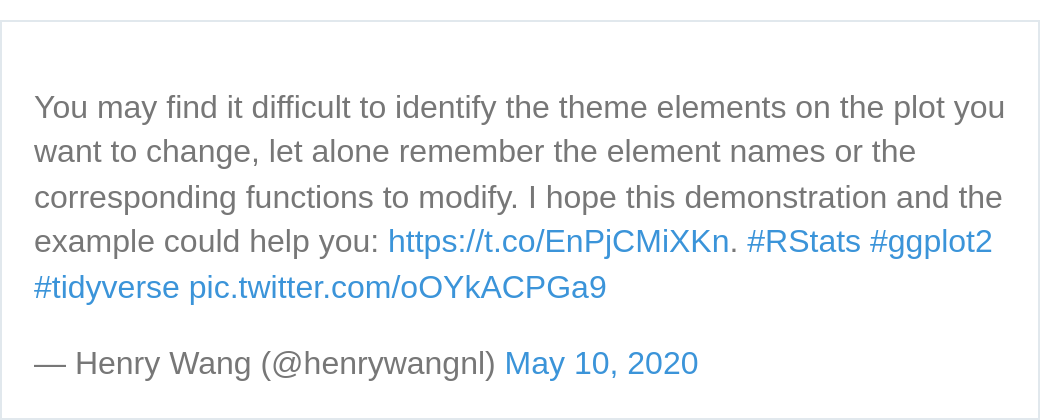 You may find it difficult to identify the theme elements on the plot you
want to change, let alone remember the element names or the
corresponding functions to modify. I hope this demonstration and the
example could help you: https://t.co/EnPjCMiXKn. #RStats #ggplot2
#tidyverse pic.twitter.com/oOYkACPGa9
— Henry Wang (@henrywangnl) May 10, 2020